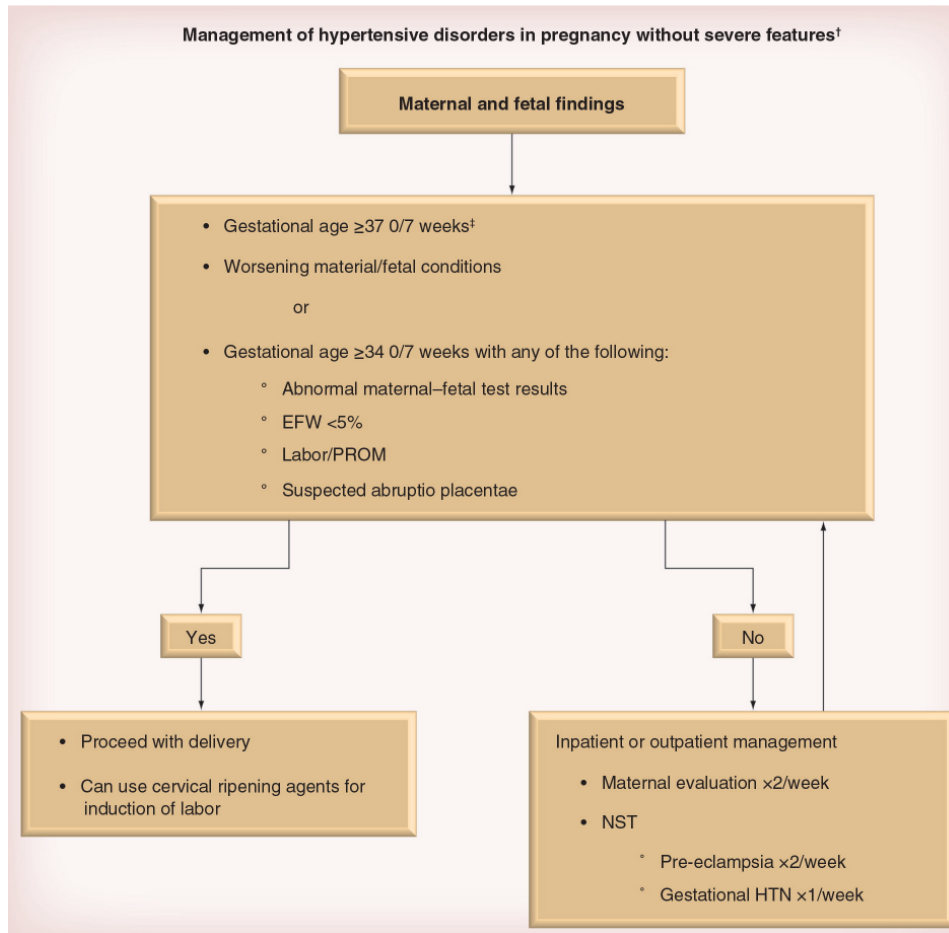 Management of hypertensive disorders in pregnancy without severe features†
Maternal and fetal findings
• Gestational age ≥37 0/7 weeks‡
• Worsening material/fetal conditions
or
• Gestational age ≥34 0/7 weeks with any of the following:
° Abnormal maternal–fetal test results
° EFW <5%
° Labor/PROM
° Suspected abruptio placentae
Yes
No
• Proceed with delivery
• Can use cervical ripening agents for
induction of labor
Inpatient or outpatient management
• Maternal evaluation ×2/week
• NST
° Pre-eclampsia ×2/week
° Gestational HTN ×1/week